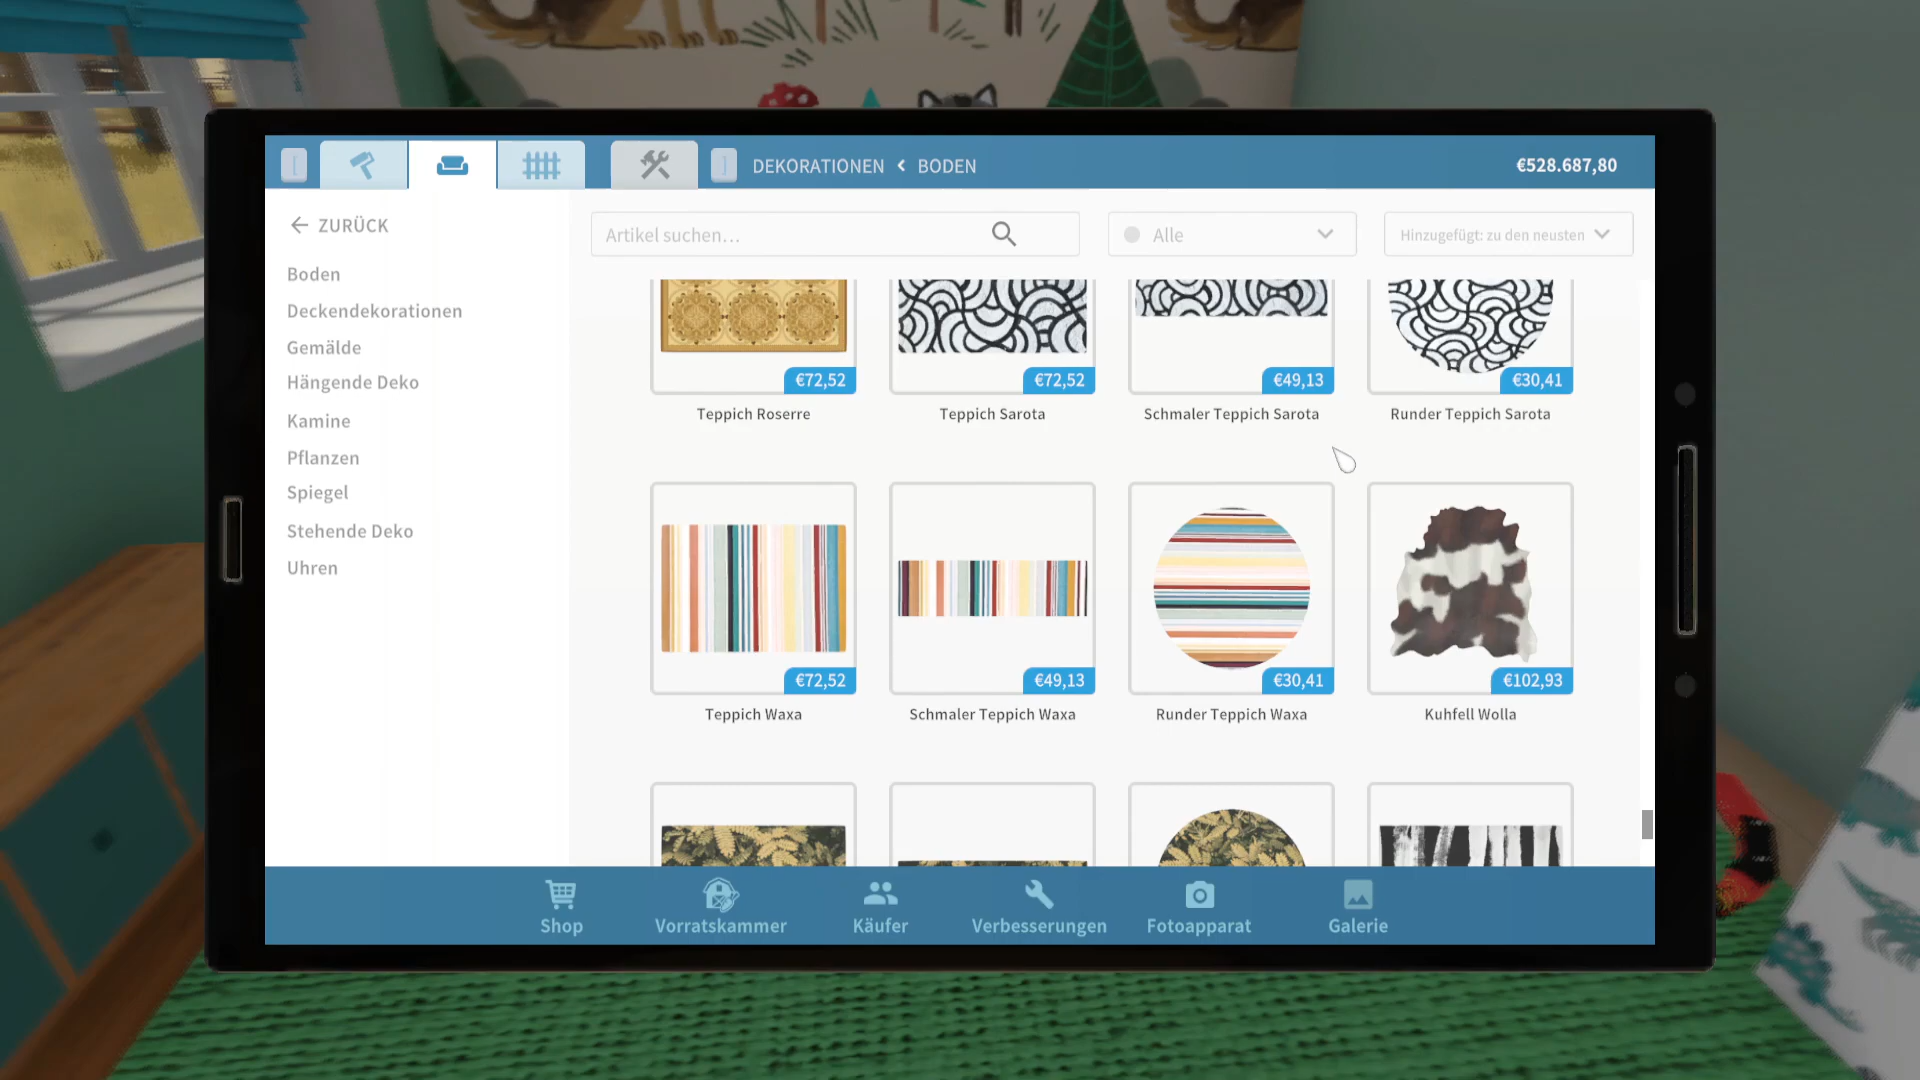 DEKORATIONEN < BODEN
€528.687,80
ZURÜCK
Boden
Deckendekorationen
Gemälde
Hängende Deko
Kamine
Pflanzen
Spiegel
Stehende Deko
Uhren
Artikel suchen...
Alle
Hinzugefügt: zu den neusten
€72,52
€72,52
€49,13
€30,41
Teppich Roserre
Teppich Sarota
Schmaler Teppich Sarota
Runder Teppich Sarota
€72,52
€49,13
€30,41
€102,93
Teppich Waxa
Schmaler Teppich Waxa
Runder Teppich Waxa
Kuhfell Wolla
Shop
Vorratskammer
Käufer
Verbesserungen
Fotoapparat
Galerie